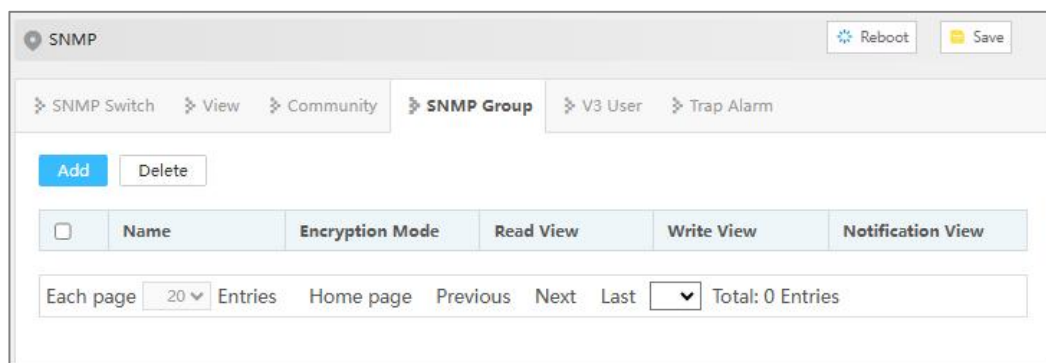 SNMP Reboot Save
SNMP Switch View Community SNMP Group V3 User Trap Alarm
Add Delete
Name Encryption Mode Read View Write View Notification View
Each page 20 Entries Home page Previous Next Last Total: 0 Entries